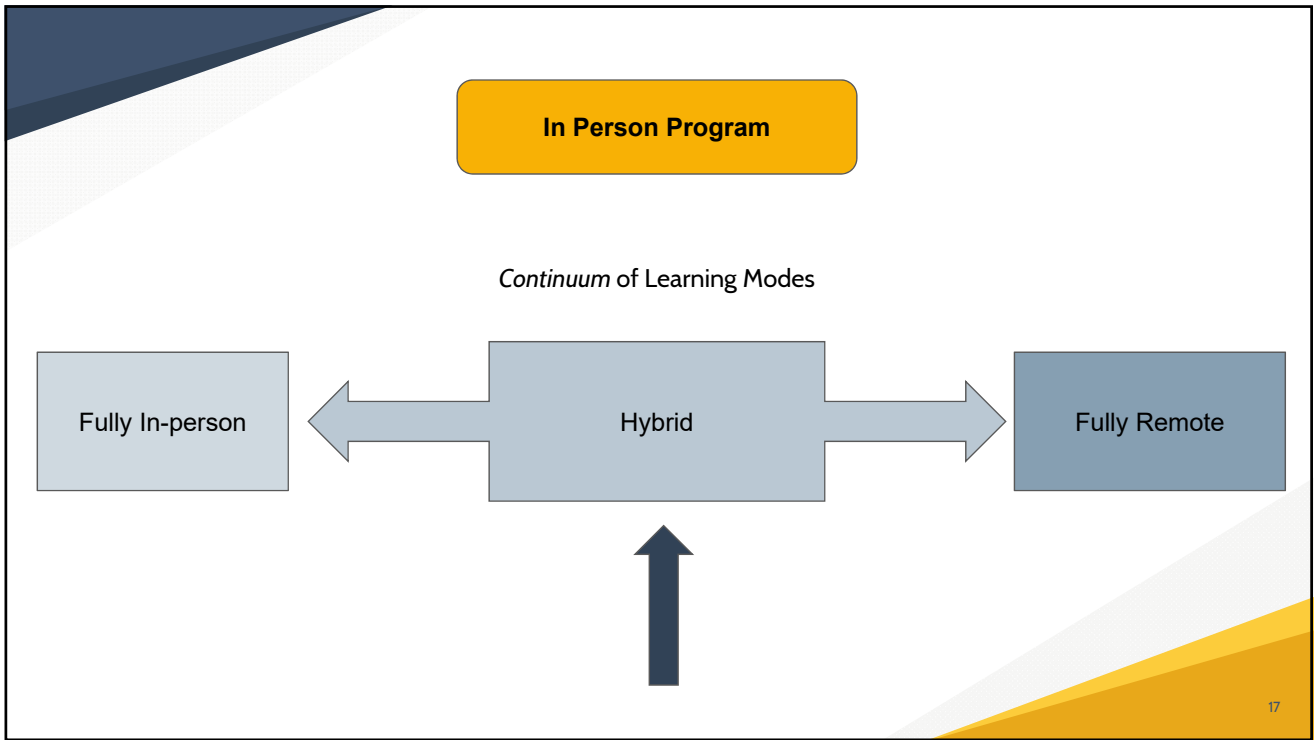 In Person Program
Continuum of Learning Modes
Fully In-person
Hybrid
Fully Remote
17